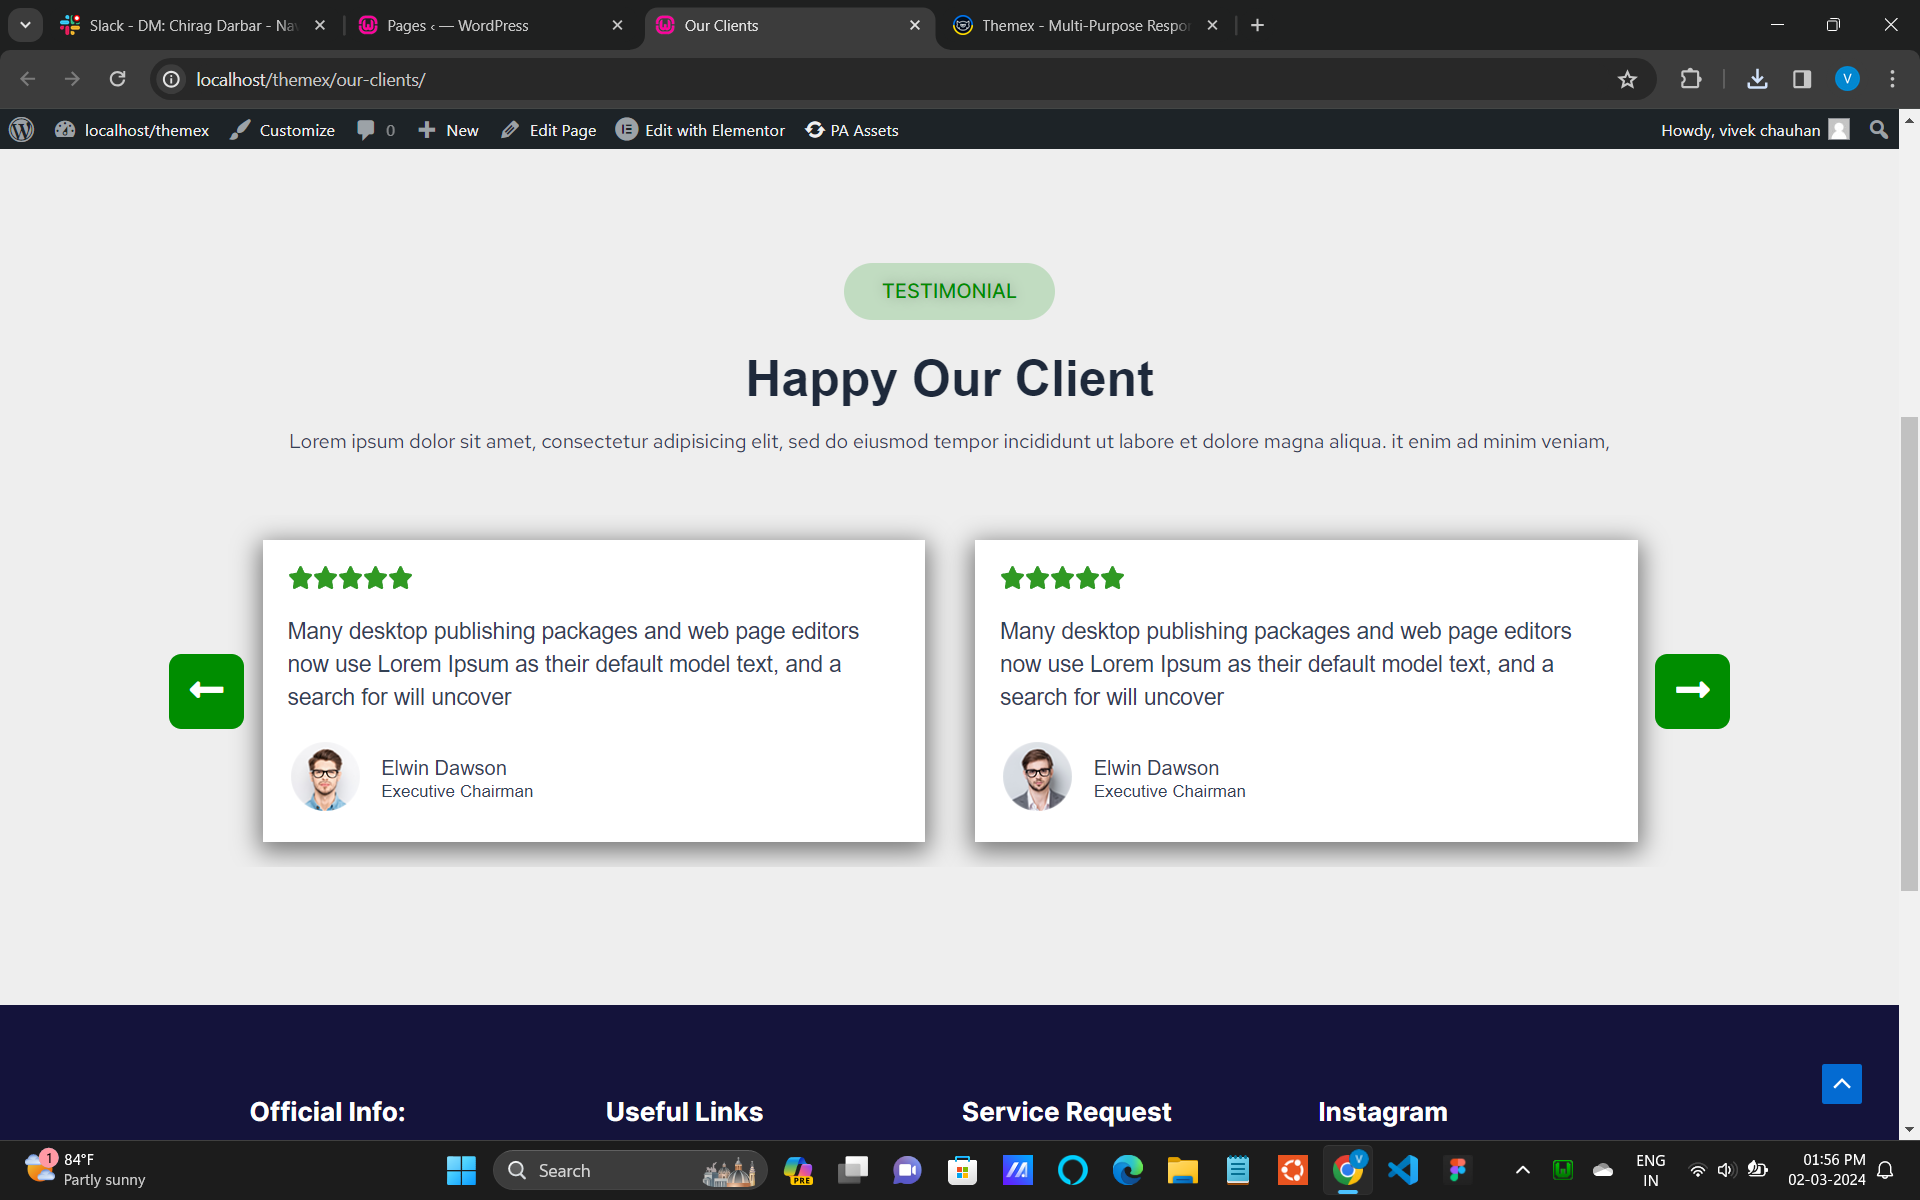 Slack - DM: Chirag Darbar - Na
Pages ‹ — WordPress
Our Clients
Themex - Multi-Purpose Respo
localhost/themex/our-clients/
V
localhost/themex
Customize
0
New
Edit Page
Edit with Elementor
PA Assets
Howdy, vivek chauhan
TESTIMONIAL
Happy Our Client
Lorem ipsum dolor sit amet, consectetur adipisicing elit, sed do eiusmod tempor incididunt ut labore et dolore magna aliqua. it enim ad minim veniam,
Many desktop publishing packages and web page editors
now use Lorem Ipsum as their default model text, and a
search for will uncover
Elwin Dawson
Executive Chairman
Many desktop publishing packages and web page editors
now use Lorem Ipsum as their default model text, and a
search for will uncover
Elwin Dawson
Executive Chairman
Official Info:
Useful Links
Service Request
Instagram
1
84°F
Partly sunny
Search
PRE
V
ENG
IN
01:56 PM
02-03-2024